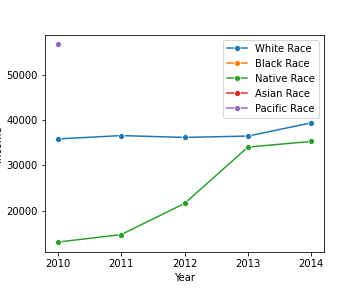 White Race
Black Race
Native Race
Asian Race
Pacific Race
50000
40000
30000
20000
2010
2011
2012
2013
2014
Year